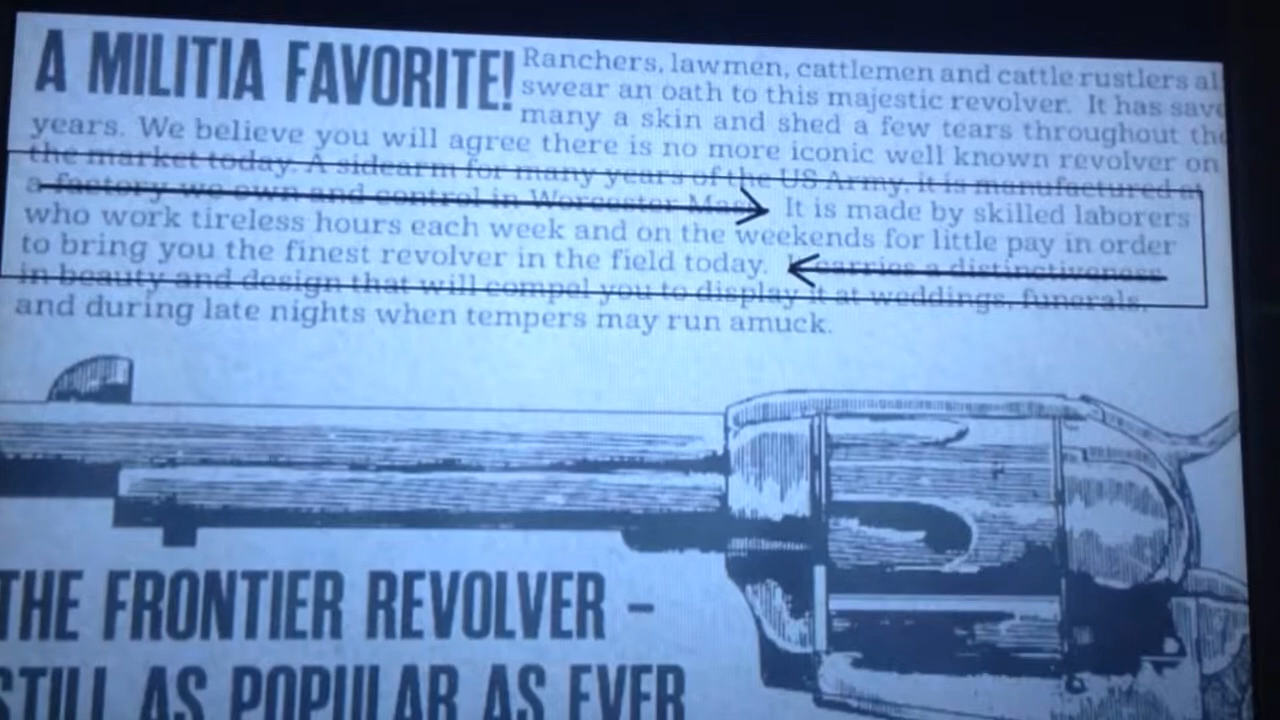 A MILITIA FAVORITE!
Ranchers, lawmen, cattlemen and cattle rustlers al
swear an oath to this majestic revolver. It has save
many a skin and shed a few tears throughout the
years. We believe you will agree there is no more iconic well known revolver on
the market today. A sidearm for many years of the US Army, it is manufactured at
a factory we own and control in Worcester Mass. It is made by skilled laborers
who work tireless hours each week and on the weekends for little pay in order
to bring you the finest revolver in the field today. It carries a distinctiveness
in beauty and design that will compel you to display it at weddings, funerals,
and during late nights when tempers may run amuck.
THE FRONTIER REVOLVER –
STILL AS POPULAR AS EVER